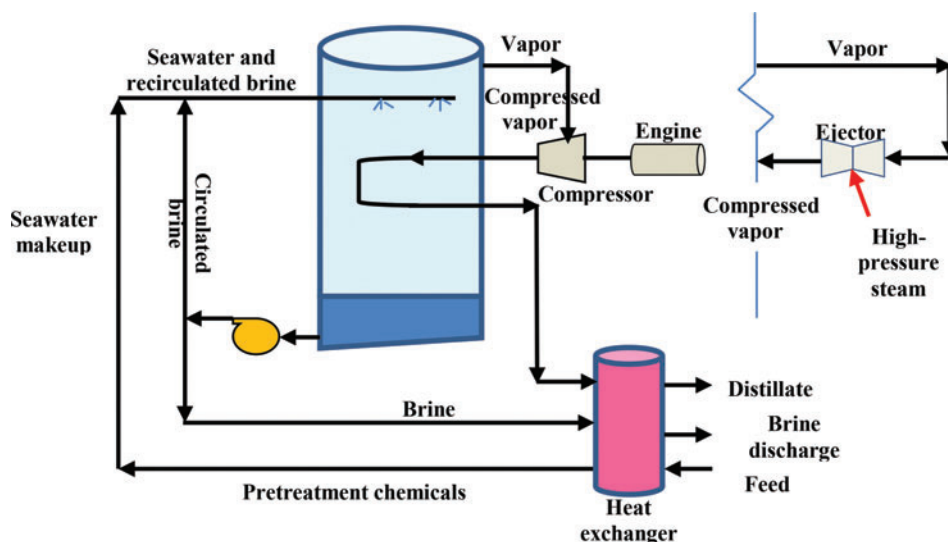 Seawater and
recirculated brine
Vapor
Compressed
vapor
Engine
Compressor
Vapor
Ejector
Compressed
vapor
High-
pressure
steam
Seawater
makeup
Circulated
brine
Brine
Distillate
Brine
discharge
Feed
Pretreatment chemicals
Heat
exchanger